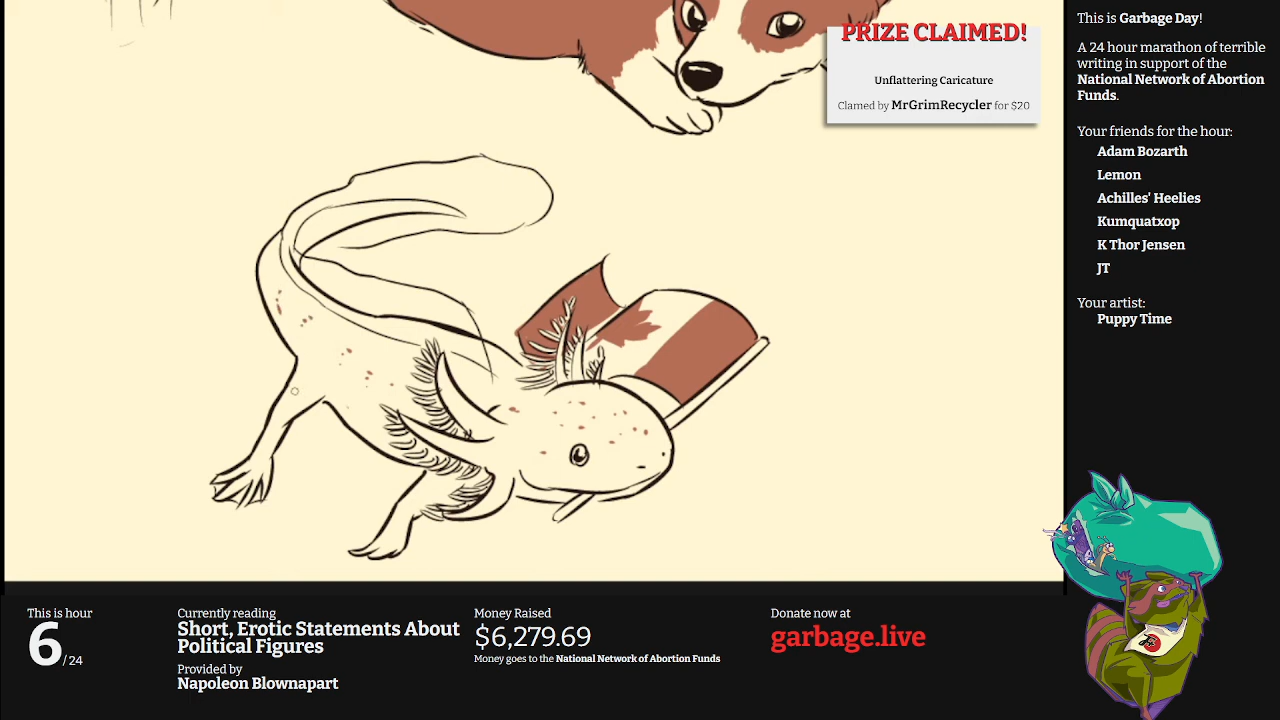 PRIZE CLAIMED!
Unflattering Caricature
Clamed by MrGrimRecycler for $20
This is Garbage Day!
A 24 hour marathon of terrible
writing in support of the
National Network of Abortion
Funds.
Your friends for the hour:
Adam Bozarth
Lemon
Achilles' Heelies
Kumquatxop
K Thor Jensen
JT
Your artist:
Puppy Time
This is hour
6/24
Currently reading
Short, Erotic Statements About
Political Figures
Provided by
Napoleon Blownapart
Money Raised
$6,279.69
Money goes to the National Network of Abortion Funds
Donate now at
garbage.live